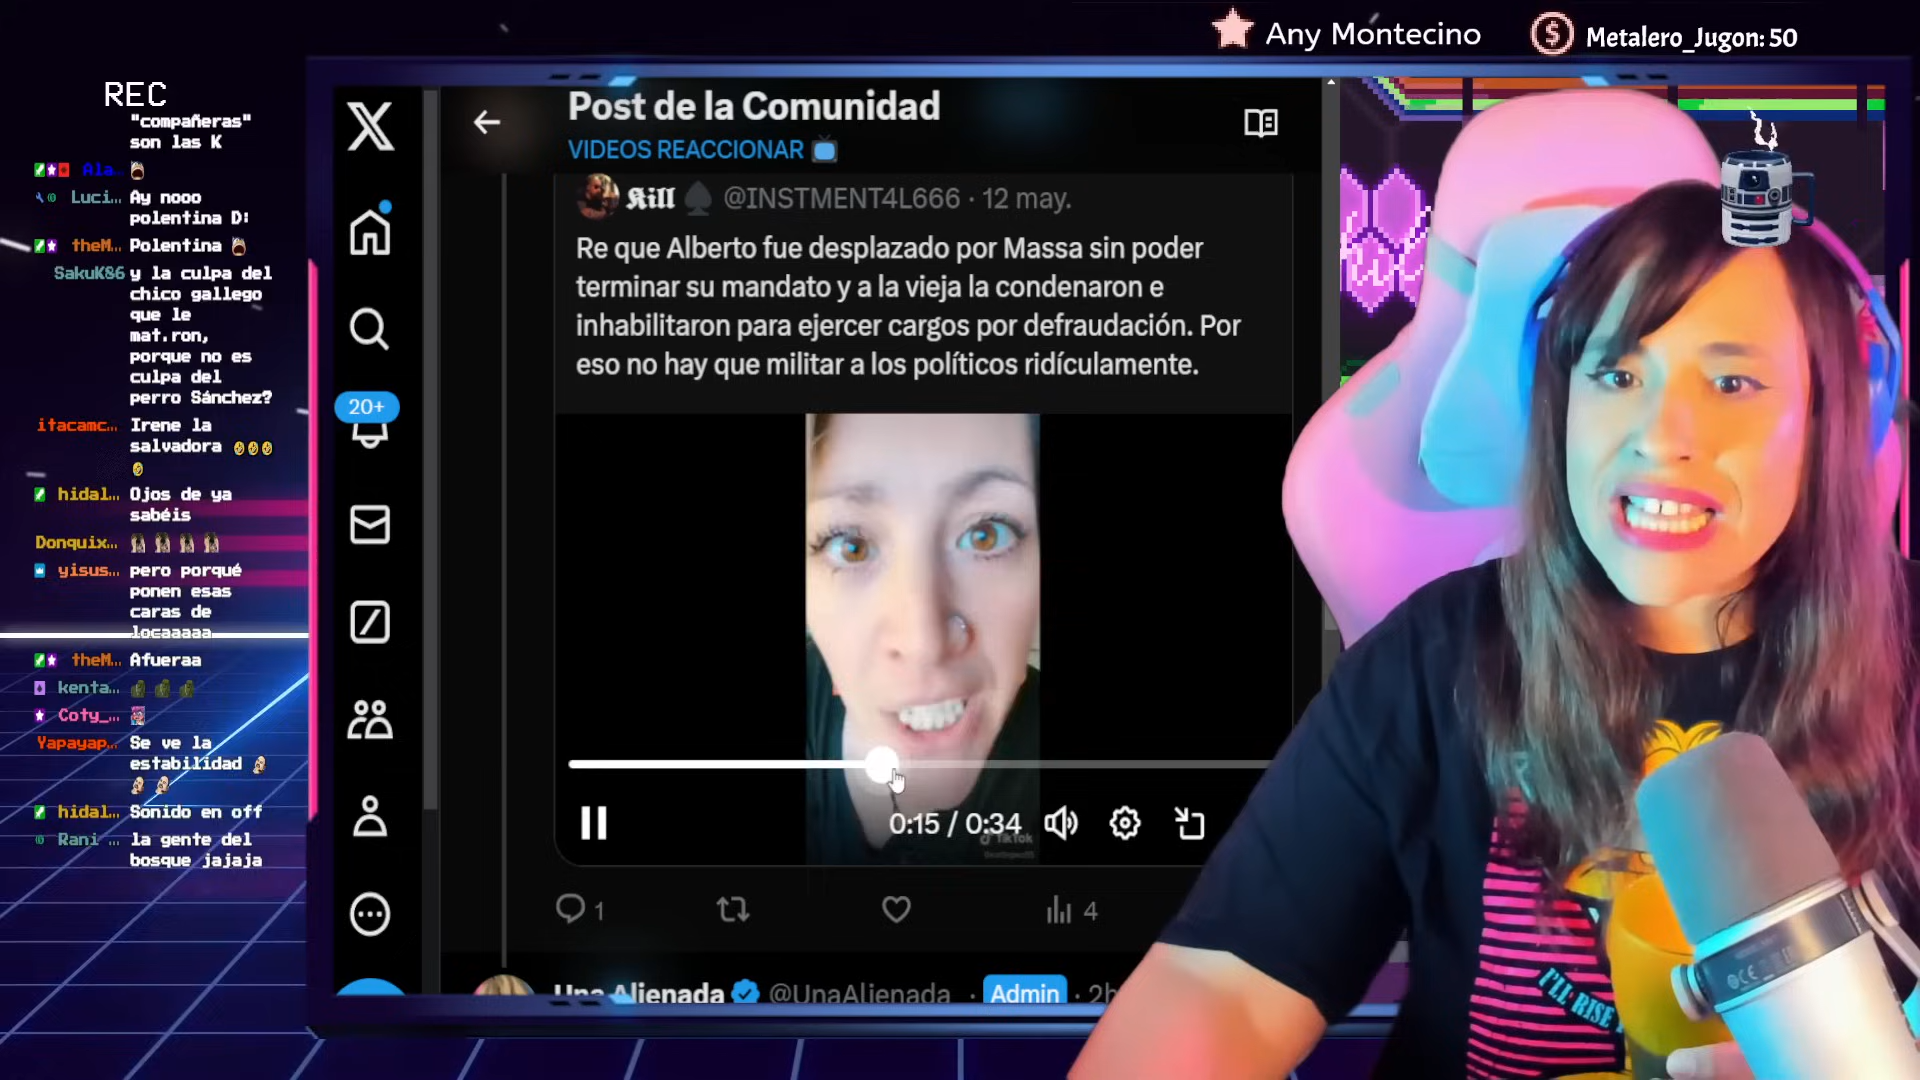 Any Montecino
Metalero_Jugon: 50
REC
"compañeras"
son las K
Ala...
Luci... Ay nooo
polentina D:
theM... Polentina
SakuK86 y la culpa del
chico gallego
que le
mat.ron,
porque no es
culpa del
perro Sánchez?
itacamc... Irene la
salvadora
hidal... Ojos de ya
sabéis
Donquix...
yisus... pero porqué
ponen esas
caras de
locaaaaa
theM... Afueraa
kenta...
Coty_...
Yapayap... Se ve la
estabilidad
hidal... Sonido en off
Rani ... la gente del
bosque jajaja
20+
Post de la Comunidad
VIDEOS REACCIONAR
Kill @INSTMENT4L666 · 12 may.
Re que Alberto fue desplazado por Massa sin poder
terminar su mandato y a la vieja la condenaron e
inhabilitaron para ejercer cargos por defraudación. Por
eso no hay que militar a los políticos ridículamente.
0:15 / 0:34
TikTok
1
4
Una Alienada @UnaAlienada · Admin · 2h
I'LL RISE